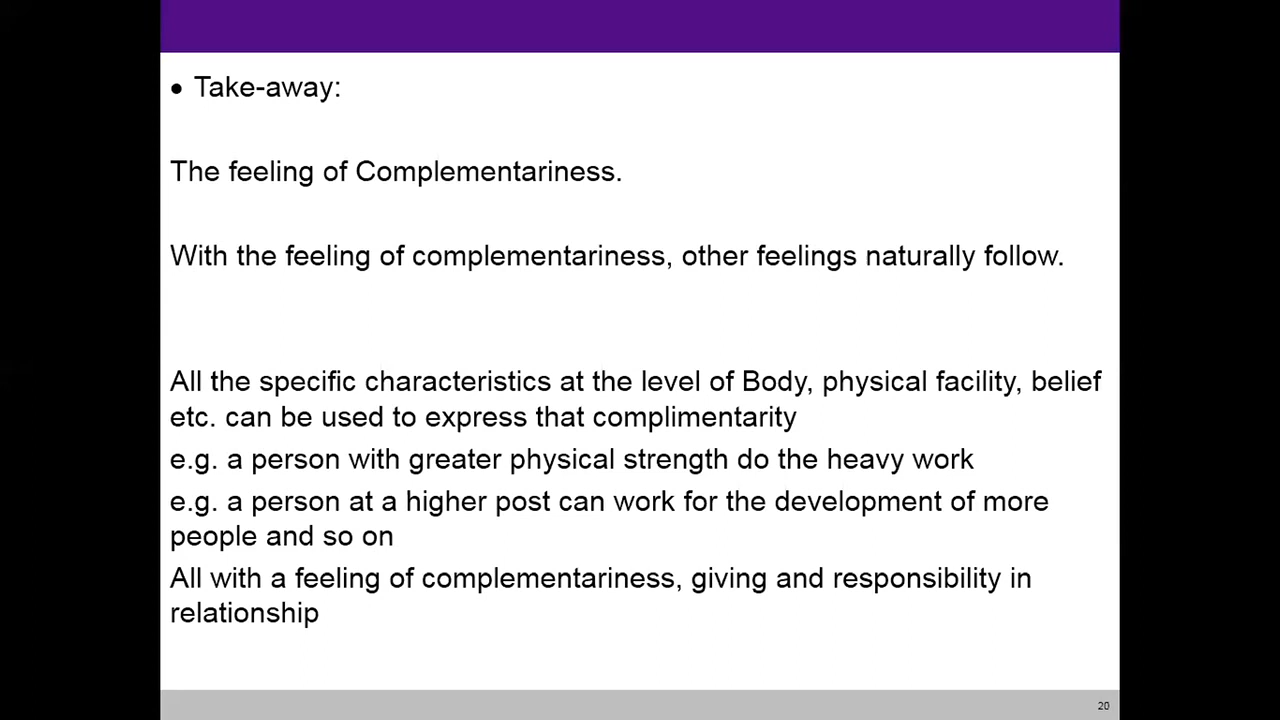 • Take-away:
The feeling of Complementariness.
With the feeling of complementariness, other feelings naturally follow.
All the specific characteristics at the level of Body, physical facility, belief
etc. can be used to express that complimentarity
e.g. a person with greater physical strength do the heavy work
e.g. a person at a higher post can work for the development of more
people and so on
All with a feeling of complementariness, giving and responsibility in
relationship
20